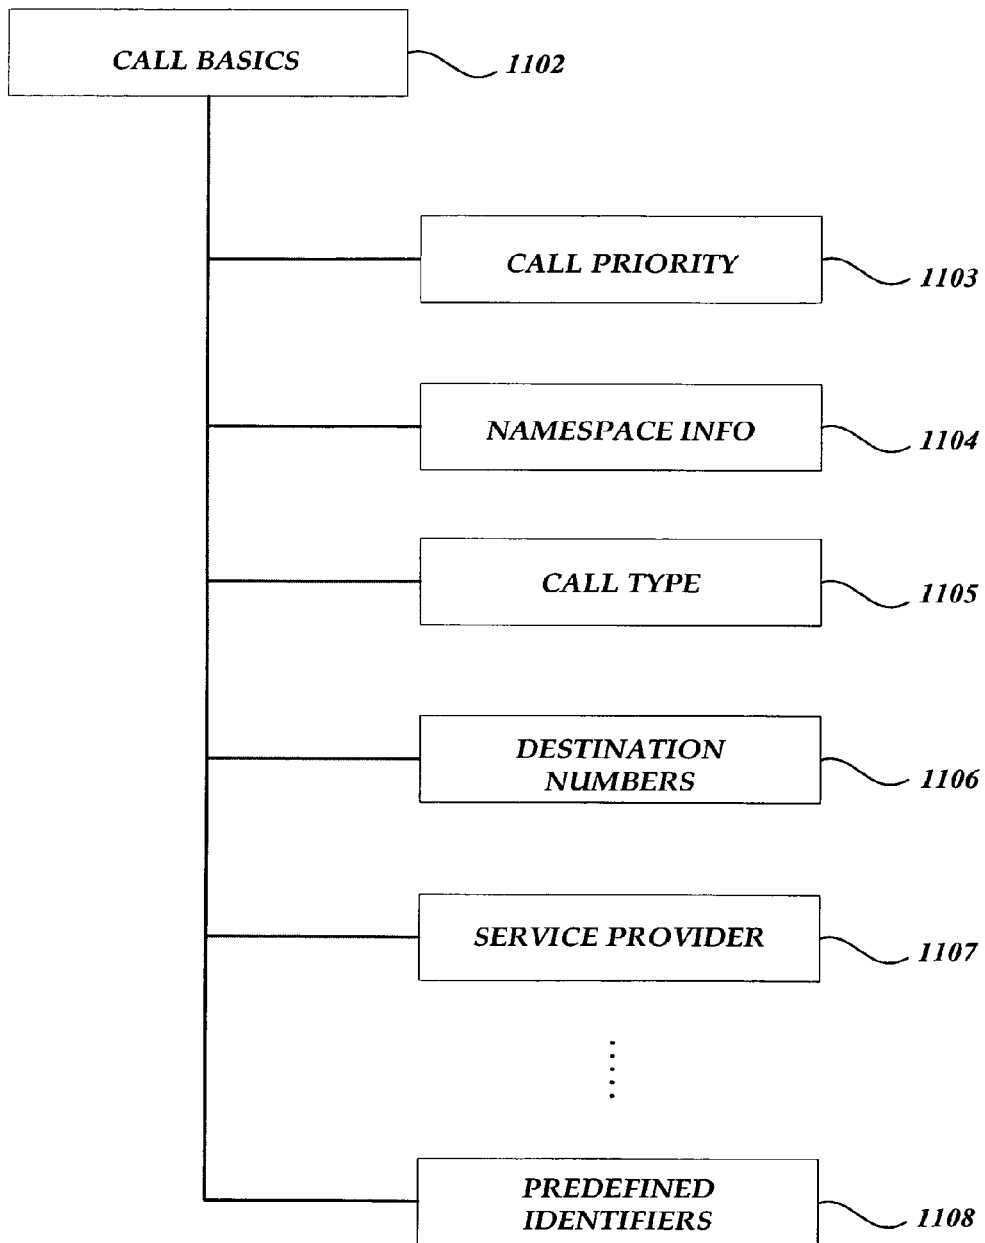 CALL BASICS
1102
CALL PRIORITY
1103
NAMESPACE INFO
1104
CALL TYPE
1105
DESTINATION
NUMBERS
1106
SERVICE PROVIDER
1107
PREDEFINED
IDENTIFIERS
1108